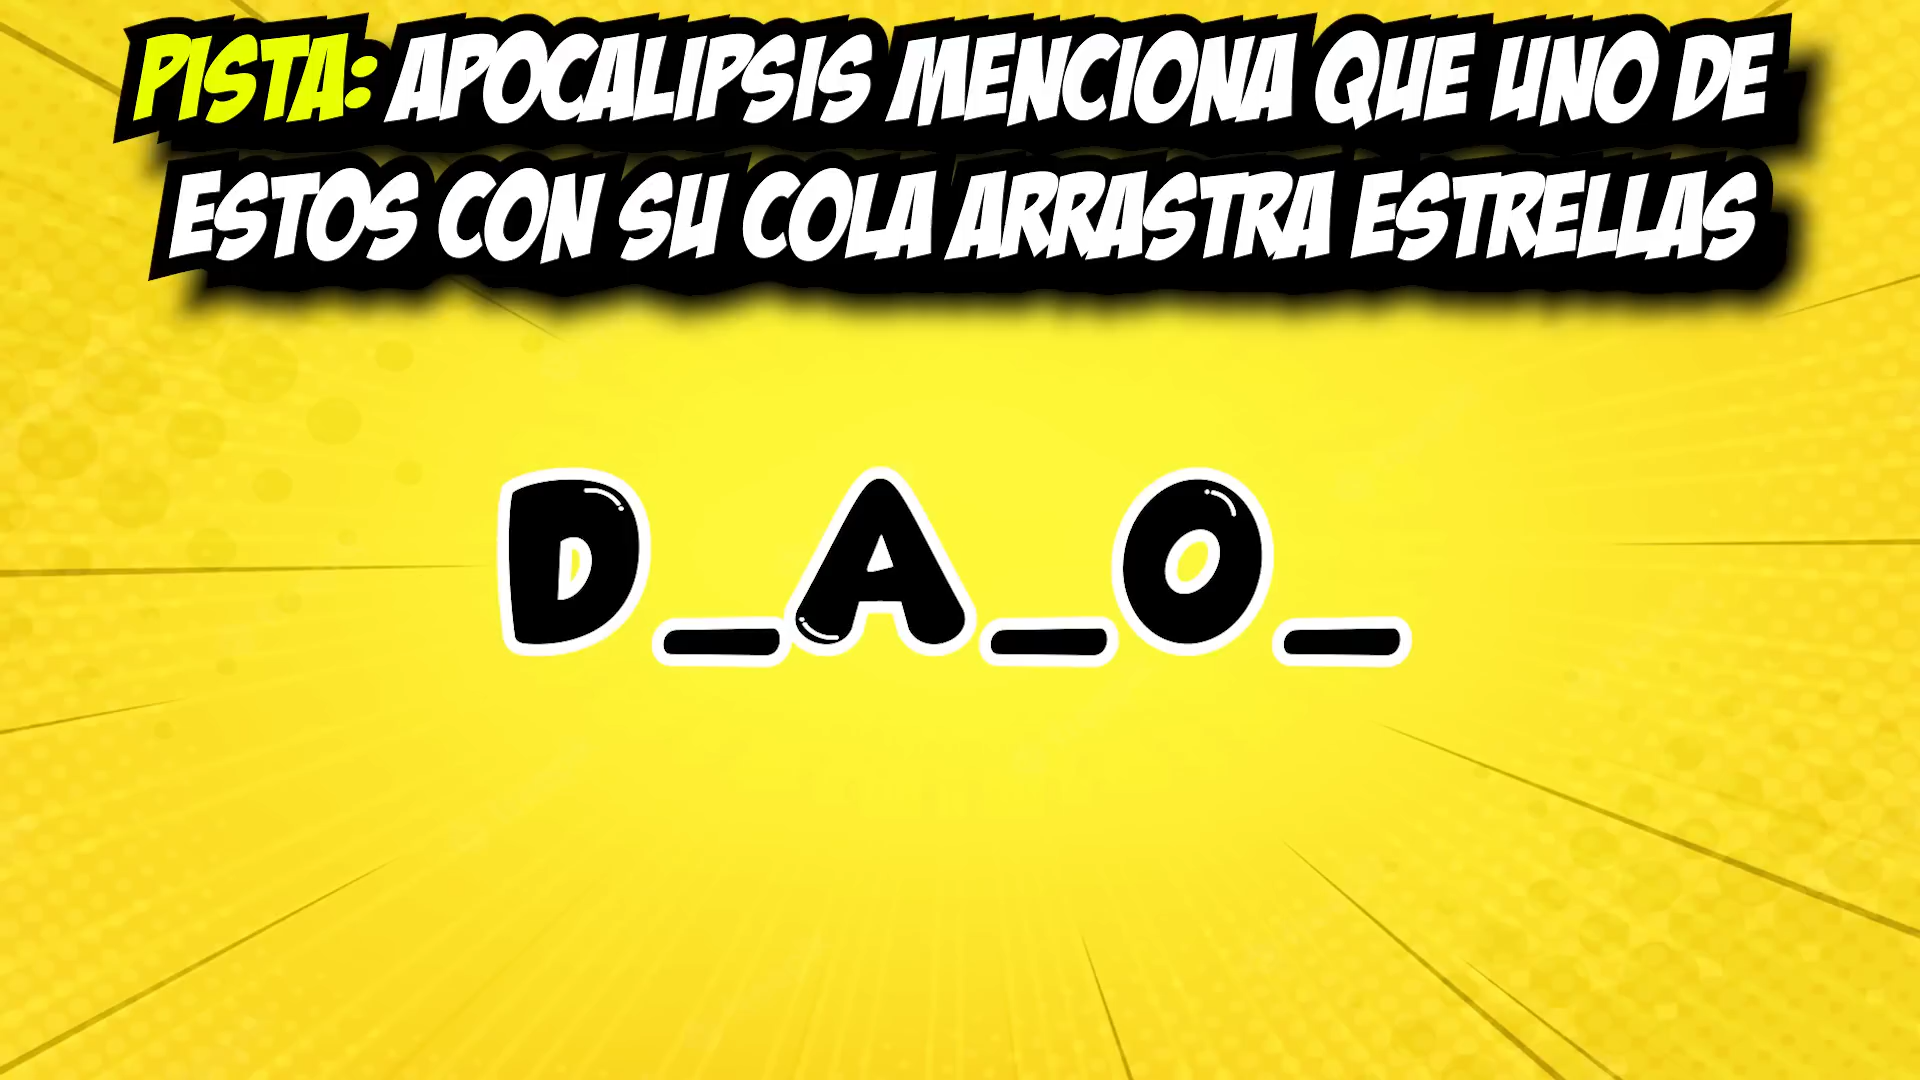 PISTA: APOCALIPSIS MENCIONA QUE UNO DE
ESTOS CON SU COLA ARRASTRA ESTRELLAS
D_A_O_